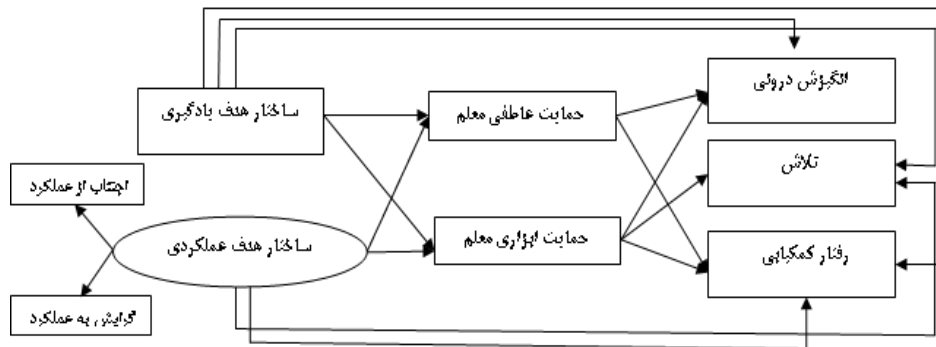 انگیزش درونی
ساختار هدف یادگیری
حمایت عاطفی معلم
تلاش
اجتناب از عملکرد
ساختار هدف عملکردی
حمایت ابزاری معلم
رفتار کمکیابی
گرایش به عملکرد